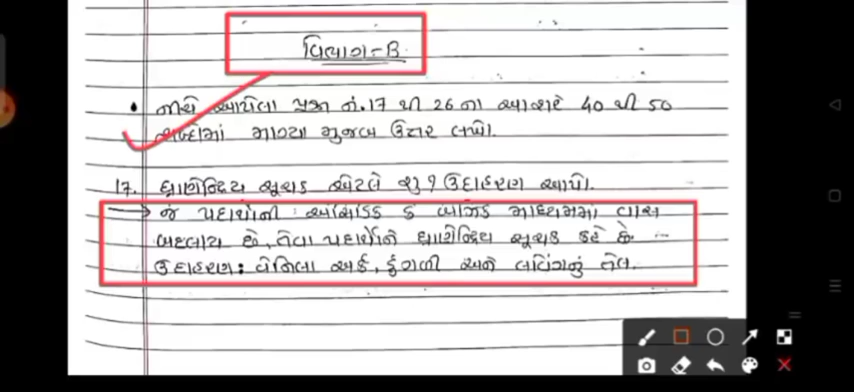 વિભાગ-B.
• નીચે આપેલા પ્રશ્ન નં.17 થી 26 ના આશરે 40 થી 50
શબ્દોમાં માગ્યા મુજબ ઉત્તર લખો.
17. ઘ્રાણેન્દ્રિય સૂચક એટલે શું ? ઉદાહરણ આપો.
→ જે પદાર્થોની એસિડિક કે બેઝિક માધ્યમમાં વાસ
બદલાય છે, તેવા પદાર્થોને ઘ્રાણેન્દ્રિય સૂચક કહે છે
ઉદાહરણ: વેનિલા અર્ક, ડુંગળી અને લવિંગનું તેલ.